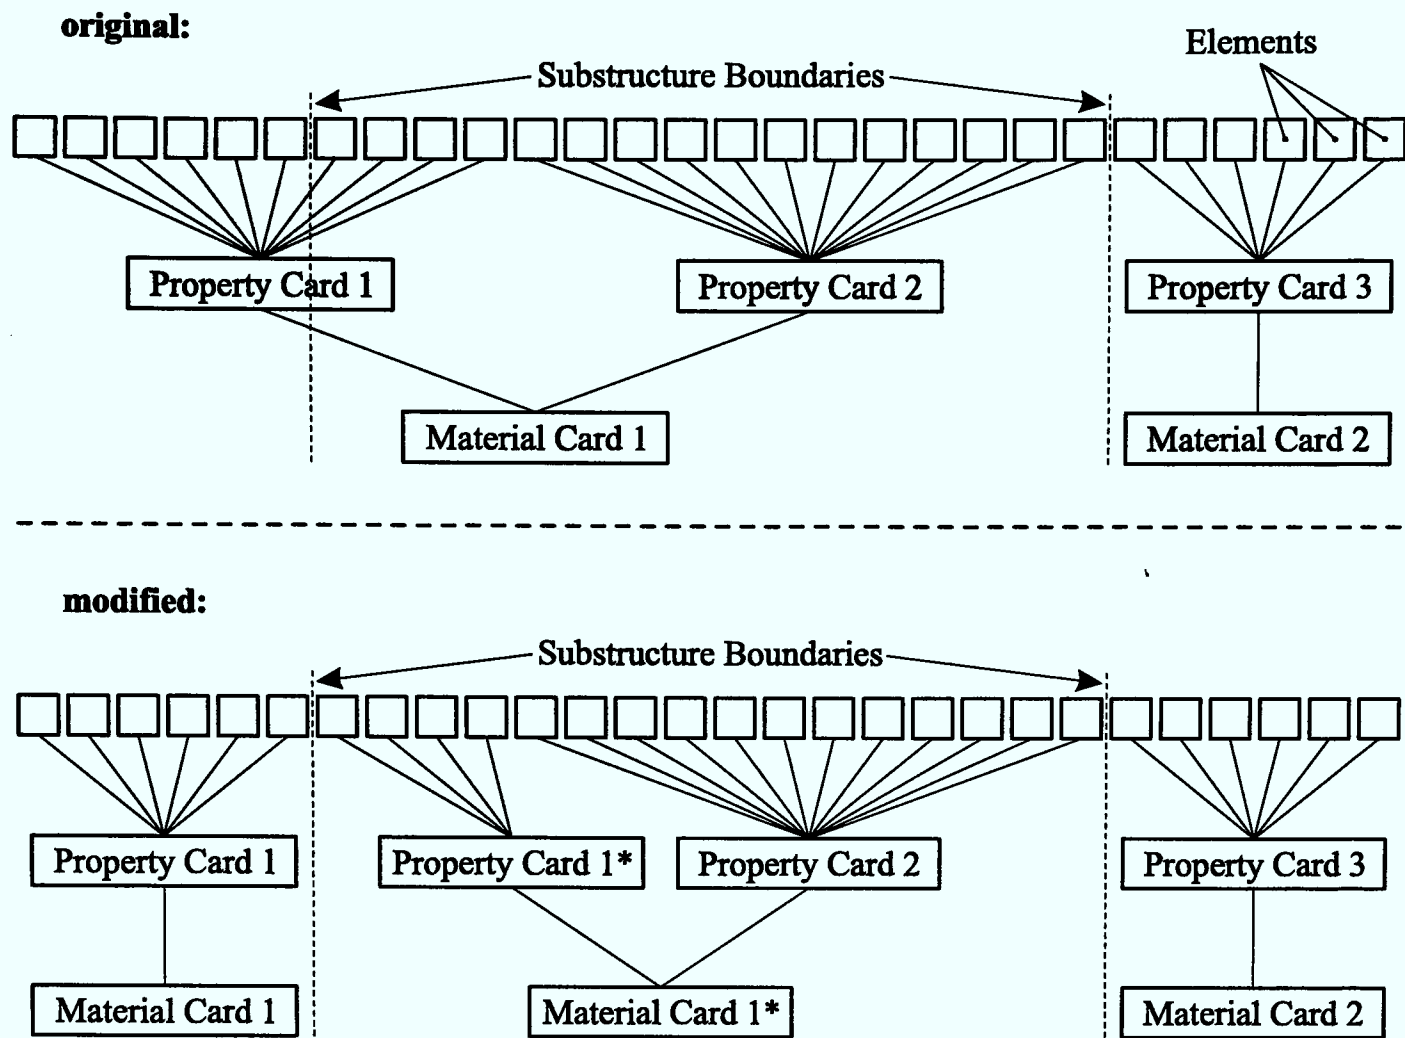 original:
Elements
Substructure Boundaries
Property Card 1 Property Card 2 Property Card 3
Material Card 1 Material Card 2
modified:
Substructure Boundaries
Property Card 1 Property Card 1* Property Card 2 Property Card 3
Material Card 1 Material Card 1* Material Card 2